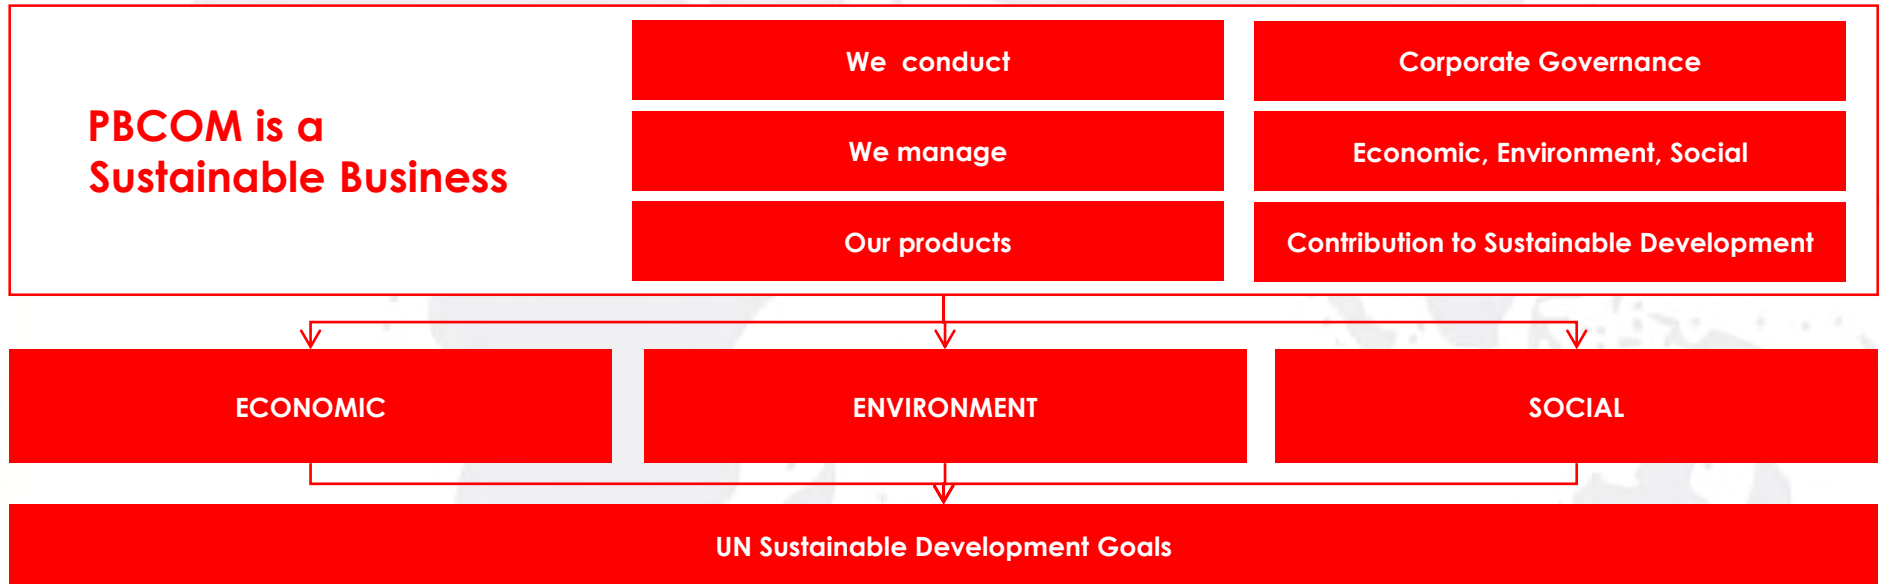 PBCOM is a
Sustainable Business
We conduct
Corporate Governance
We manage
Economic, Environment, Social
Our products
Contribution to Sustainable Development
ECONOMIC
ENVIRONMENT
SOCIAL
UN Sustainable Development Goals